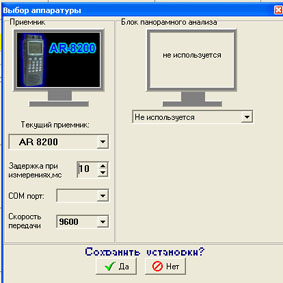 Выбор аппаратуры
Приемник
AR-8200
Текущий приемник:
AR 8200
Задержка при
измерениях,мс
10
COM порт:
Скорость
передачи
9600
Блок панорамного анализа
не используется
Не используется
Сохранить установки?
Да
Нет